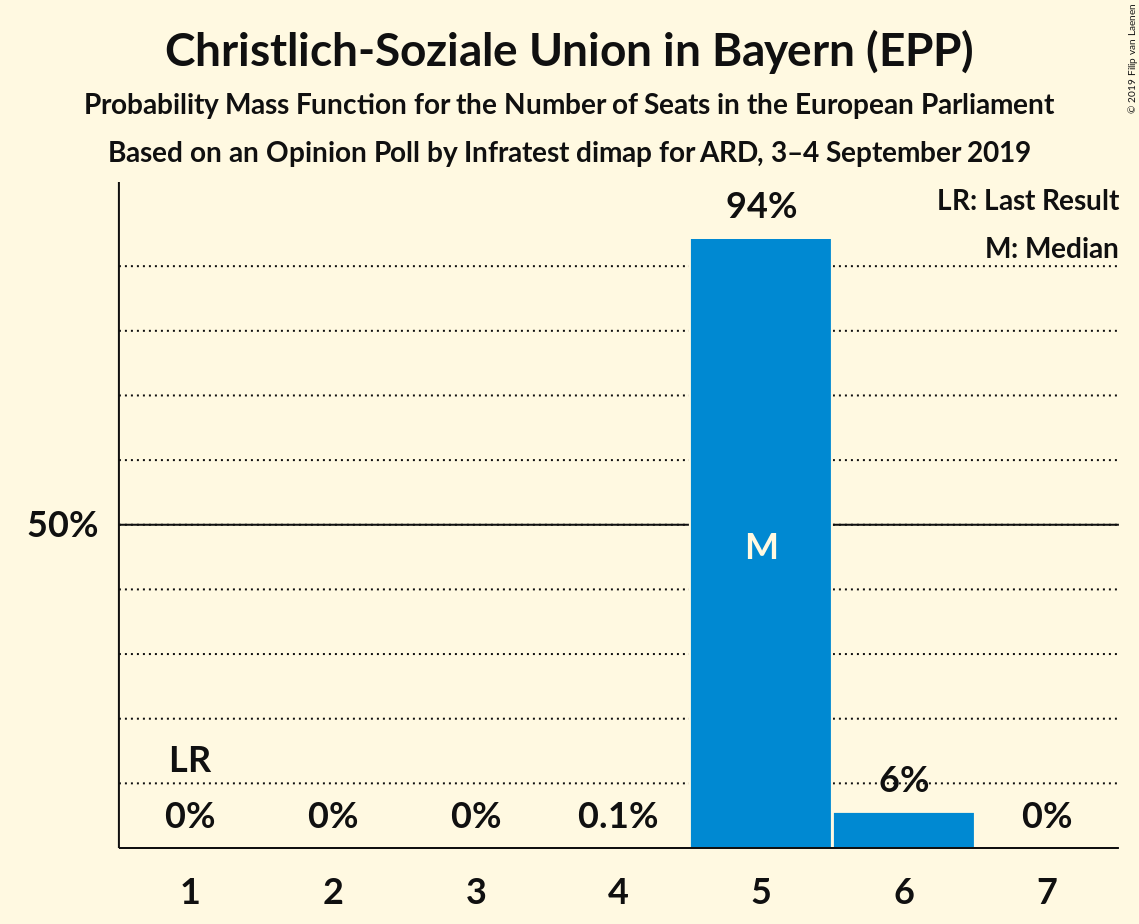 Christlich-Soziale Union in Bayern (EPP)
Probability Mass Function for the Number of Seats in the European Parliament
Based on an Opinion Poll by Infratest dimap for ARD, 3–4 September 2019
© 2019 Filip van Laenen
LR: Last Result
M: Median
94%
50%
M
LR
0%
0%
0%
0.1%
6%
0%
1
2
3
4
5
6
7